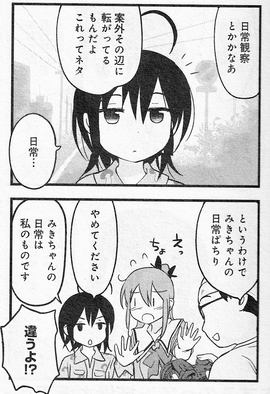 日常観察
とかかなあ
案外その辺に
転がってる
もんだよ
これってネタ
日常…
というわけで
みきちゃんの
日常ぱちり
えっ
ちょっ
やめてください
みきちゃんの
日常は
私のものです
違うよ!?